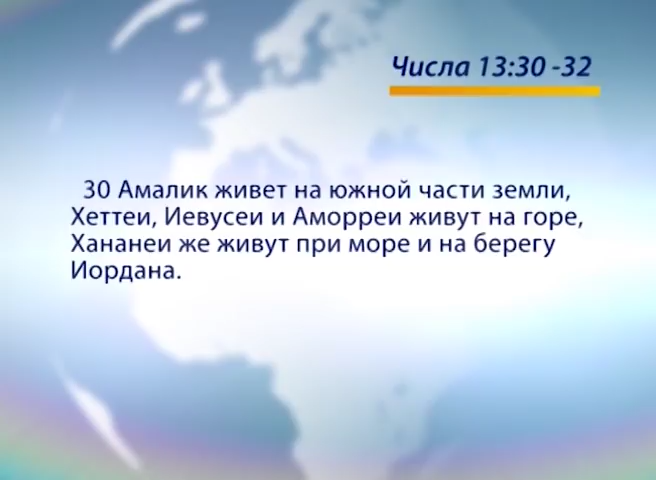 Числа 13:30 -32
30 Амалик живет на южной части земли,
Хеттеи, Иевусеи и Аморреи живут на горе,
Хананеи же живут при море и на берегу
Иордана.